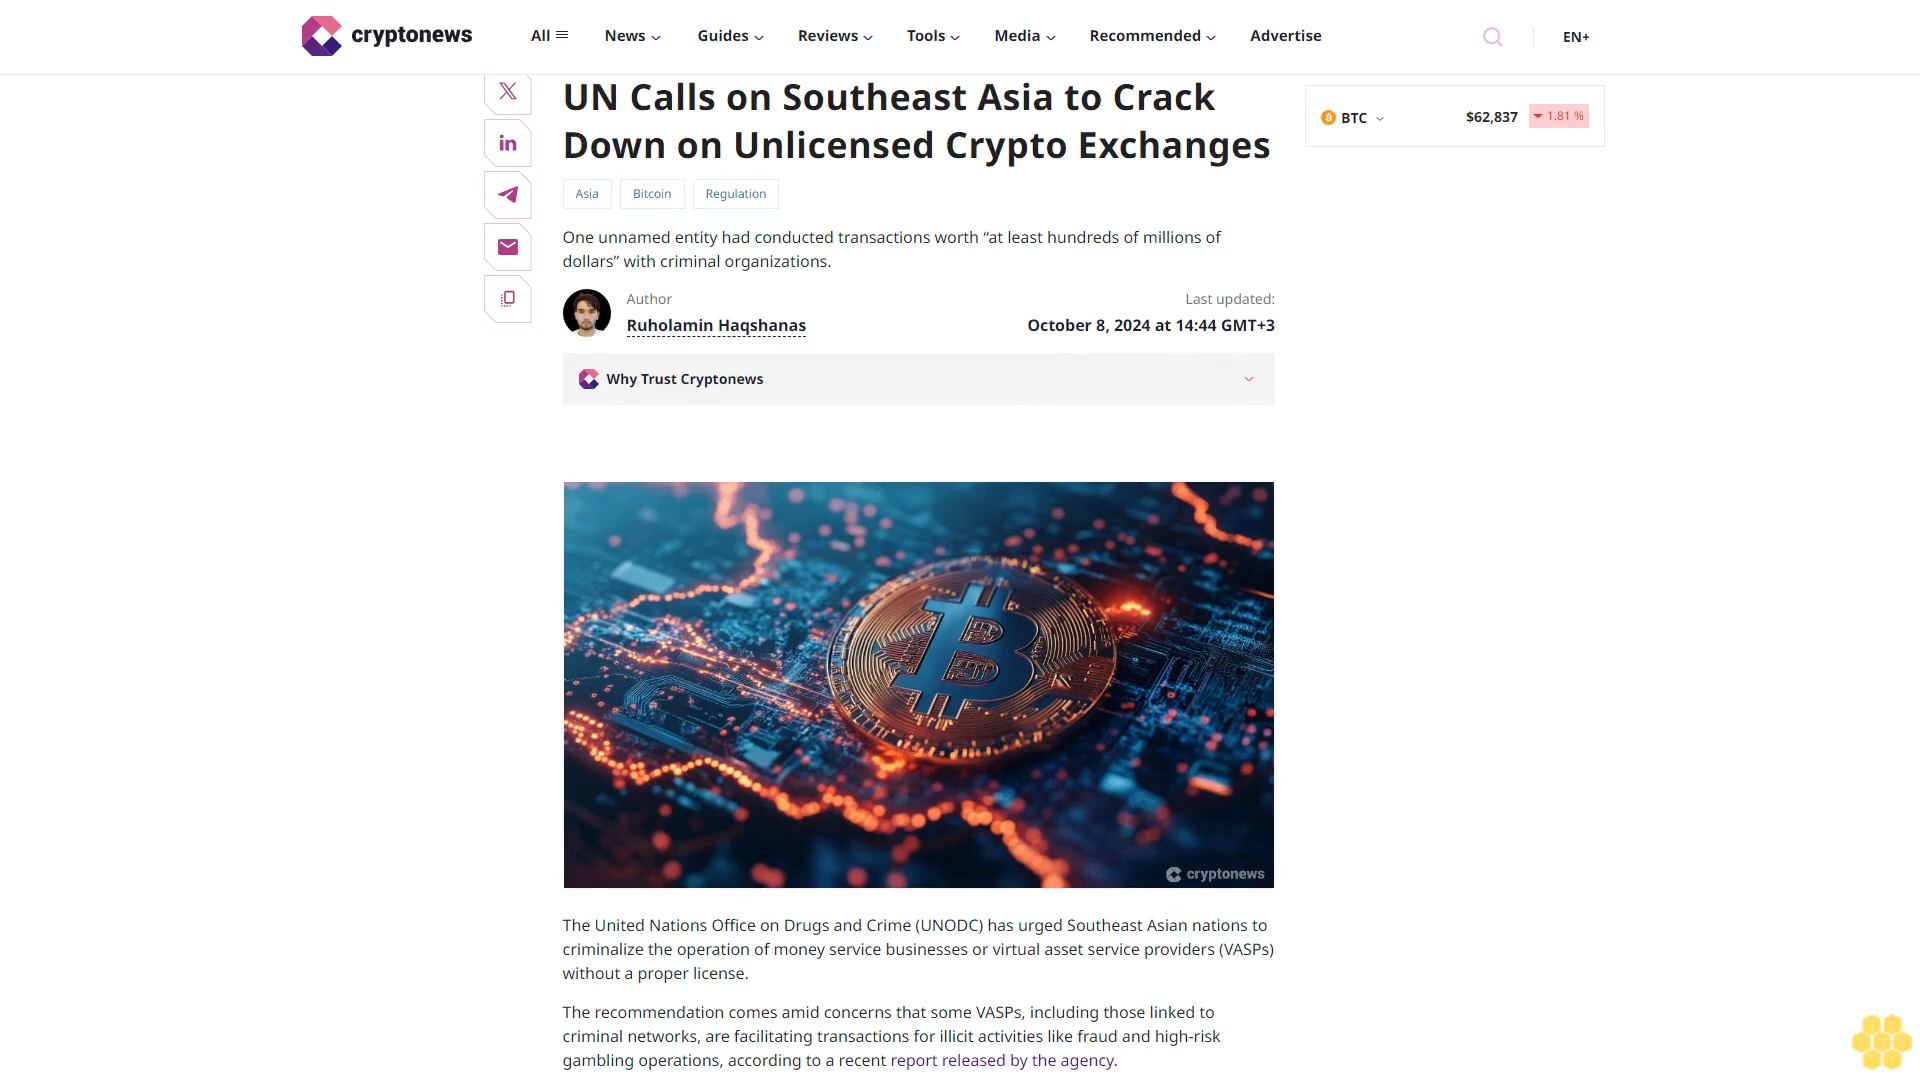 cryptonews
All
News
Guides
Reviews
Tools
Media
Recommended
Advertise
EN+
UN Calls on Southeast Asia to Crack
Down on Unlicensed Crypto Exchanges
BTC
$62,837
1.81 %
Asia
Bitcoin
Regulation
One unnamed entity had conducted transactions worth “at least hundreds of millions of
dollars” with criminal organizations.
Author
Ruholamin Haqshanas
Last updated:
October 8, 2024 at 14:44 GMT+3
Why Trust Cryptonews
cryptonews
The United Nations Office on Drugs and Crime (UNODC) has urged Southeast Asian nations to
criminalize the operation of money service businesses or virtual asset service providers (VASPs)
without a proper license.
The recommendation comes amid concerns that some VASPs, including those linked to
criminal networks, are facilitating transactions for illicit activities like fraud and high-risk
gambling operations, according to a recent report released by the agency.